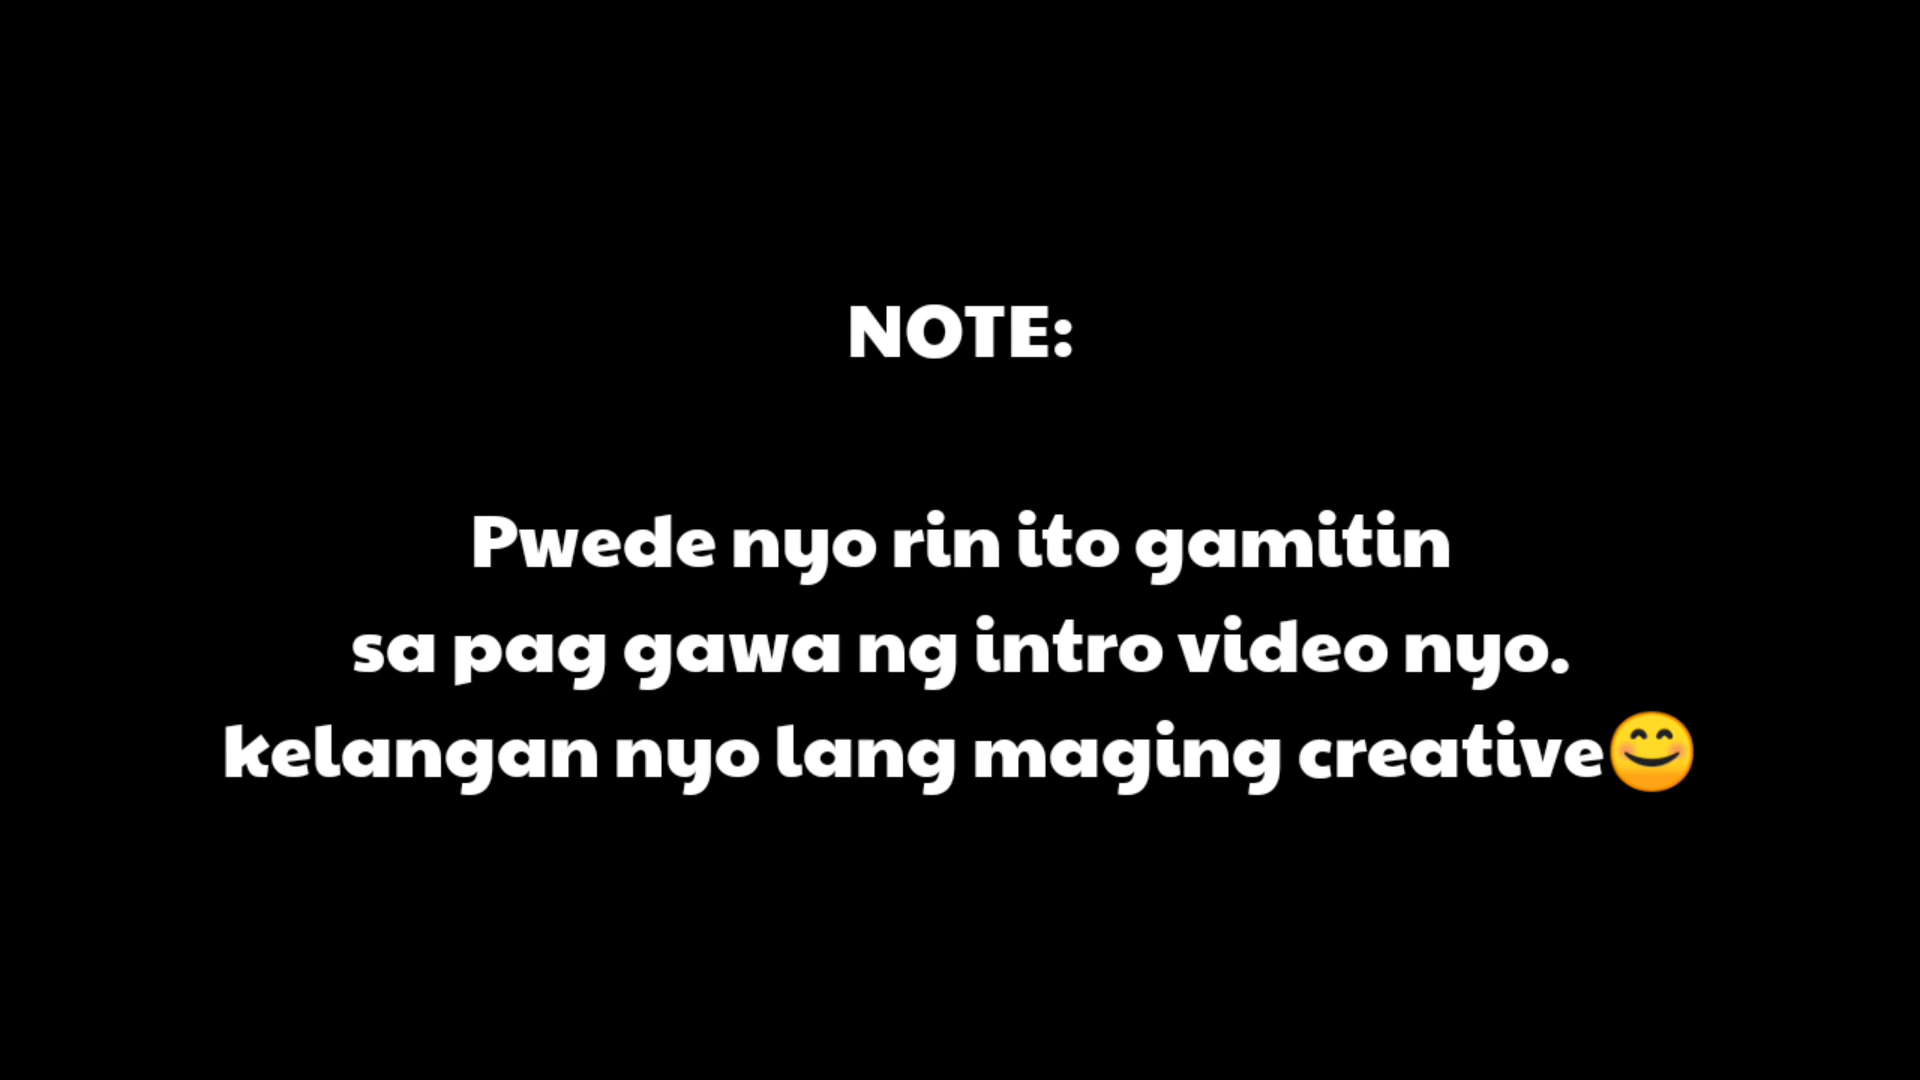 NOTE:
Pwede nyo rin ito gamitin
sa pag gawa ng intro video nyo.
kelangan nyo lang maging creative😊